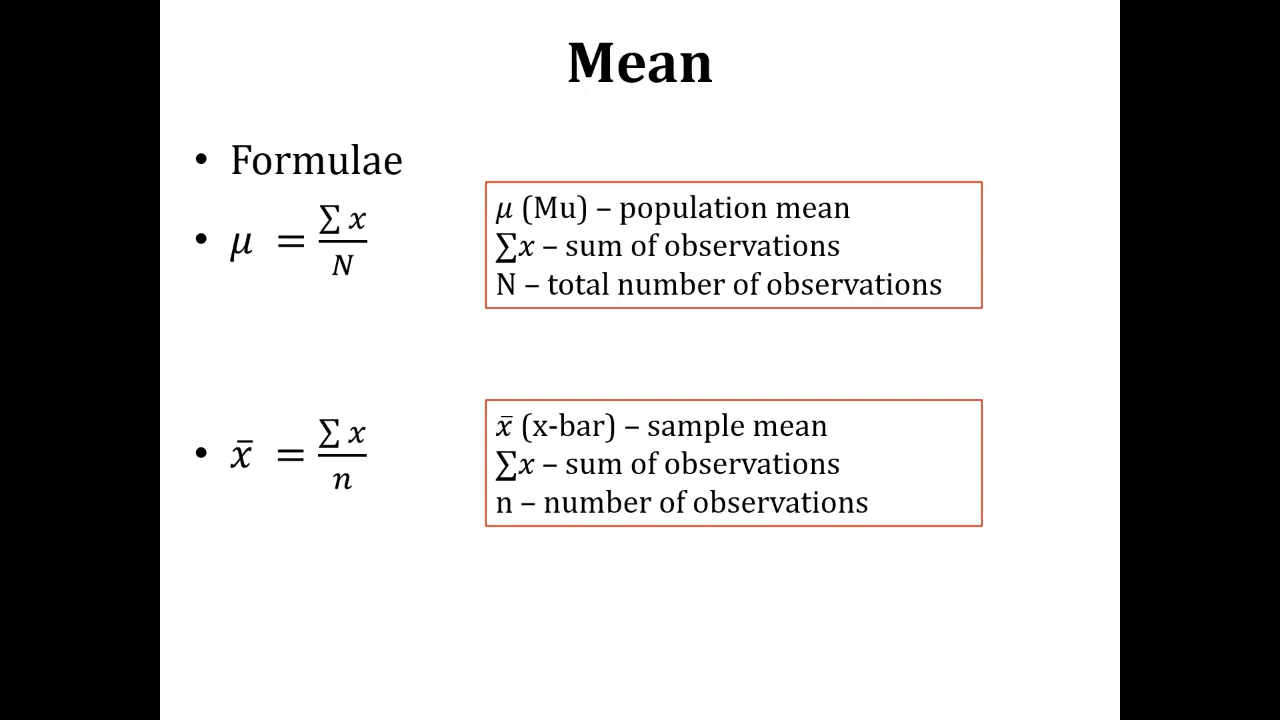 Mean
• Formulae
• 𝜇 = ∑ 𝑥 / 𝑁
𝜇 (Mu) – population mean
∑𝑥 – sum of observations
N – total number of observations
• 𝑥̄ = ∑ 𝑥 / 𝑛
𝑥̄ (x-bar) – sample mean
∑𝑥 – sum of observations
n – number of observations